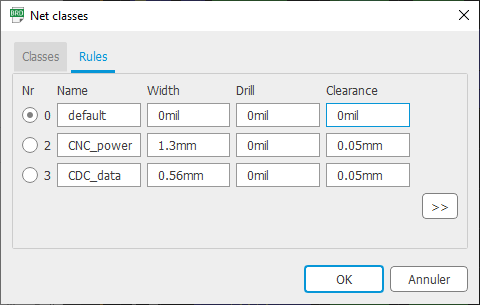 BRD
Net classes
Classes Rules
Nr Name Width Drill Clearance
0 default 0mil 0mil 0mil
2 CNC_power 1.3mm 0mil 0.05mm
3 CDC_data 0.56mm 0mil 0.05mm
>>
OK Annuler